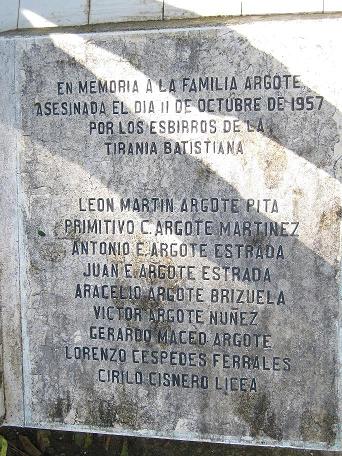 EN MEMORIA A LA FAMILIA ARGOTE
ASESINADA EL DIA 11 DE OCTUBRE DE 1957
POR LOS ESBIRROS DE LA
TIRANIA BATISTIANA
LEON MARTIN ARGOTE PITA
PRIMITIVO C. ARGOTE MARTINEZ
ANTONIO E. ARGOTE ESTRADA
JUAN E. ARGOTE ESTRADA
ARACELIO ARGOTE BRIZUELA
VICTOR ARGOTE NUÑEZ
GERARDO MACEO ARGOTE
LORENZO CESPEDES FERRALES
CIRILO CISNERO LICEA